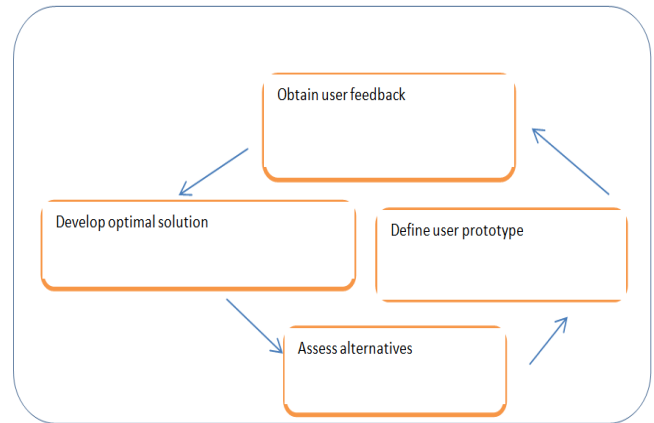 Obtain user feedback
Develop optimal solution
Define user prototype
Assess alternatives